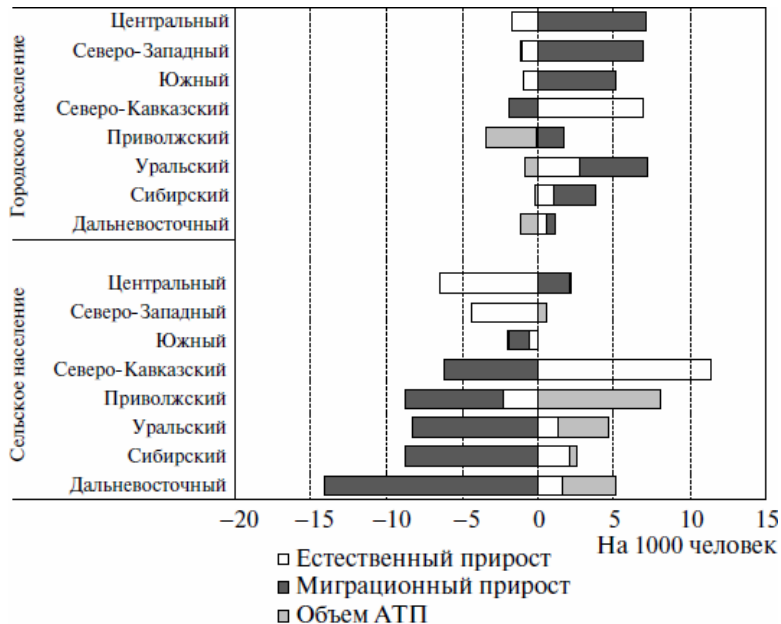 Городское население
Центральный
Северо-Западный
Южный
Северо-Кавказский
Приволжский
Уральский
Сибирский
Дальневосточный
Сельское население
Центральный
Северо-Западный
Южный
Северо-Кавказский
Приволжский
Уральский
Сибирский
Дальневосточный
−20 −15 −10 −5 0 5 10 15
На 1000 человек
Естественный прирост
Миграционный прирост
Объем АТП